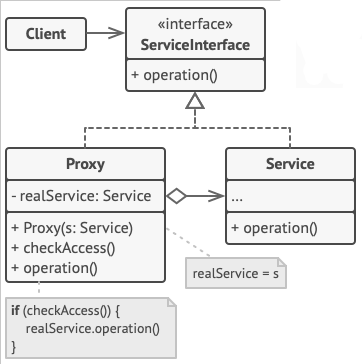 Client
«interface»
ServiceInterface
+ operation()
Proxy
- realService: Service
+ Proxy(s: Service)
+ checkAccess()
+ operation()
Service
...
+ operation()
realService = s
if (checkAccess()) {
realService.operation()
}